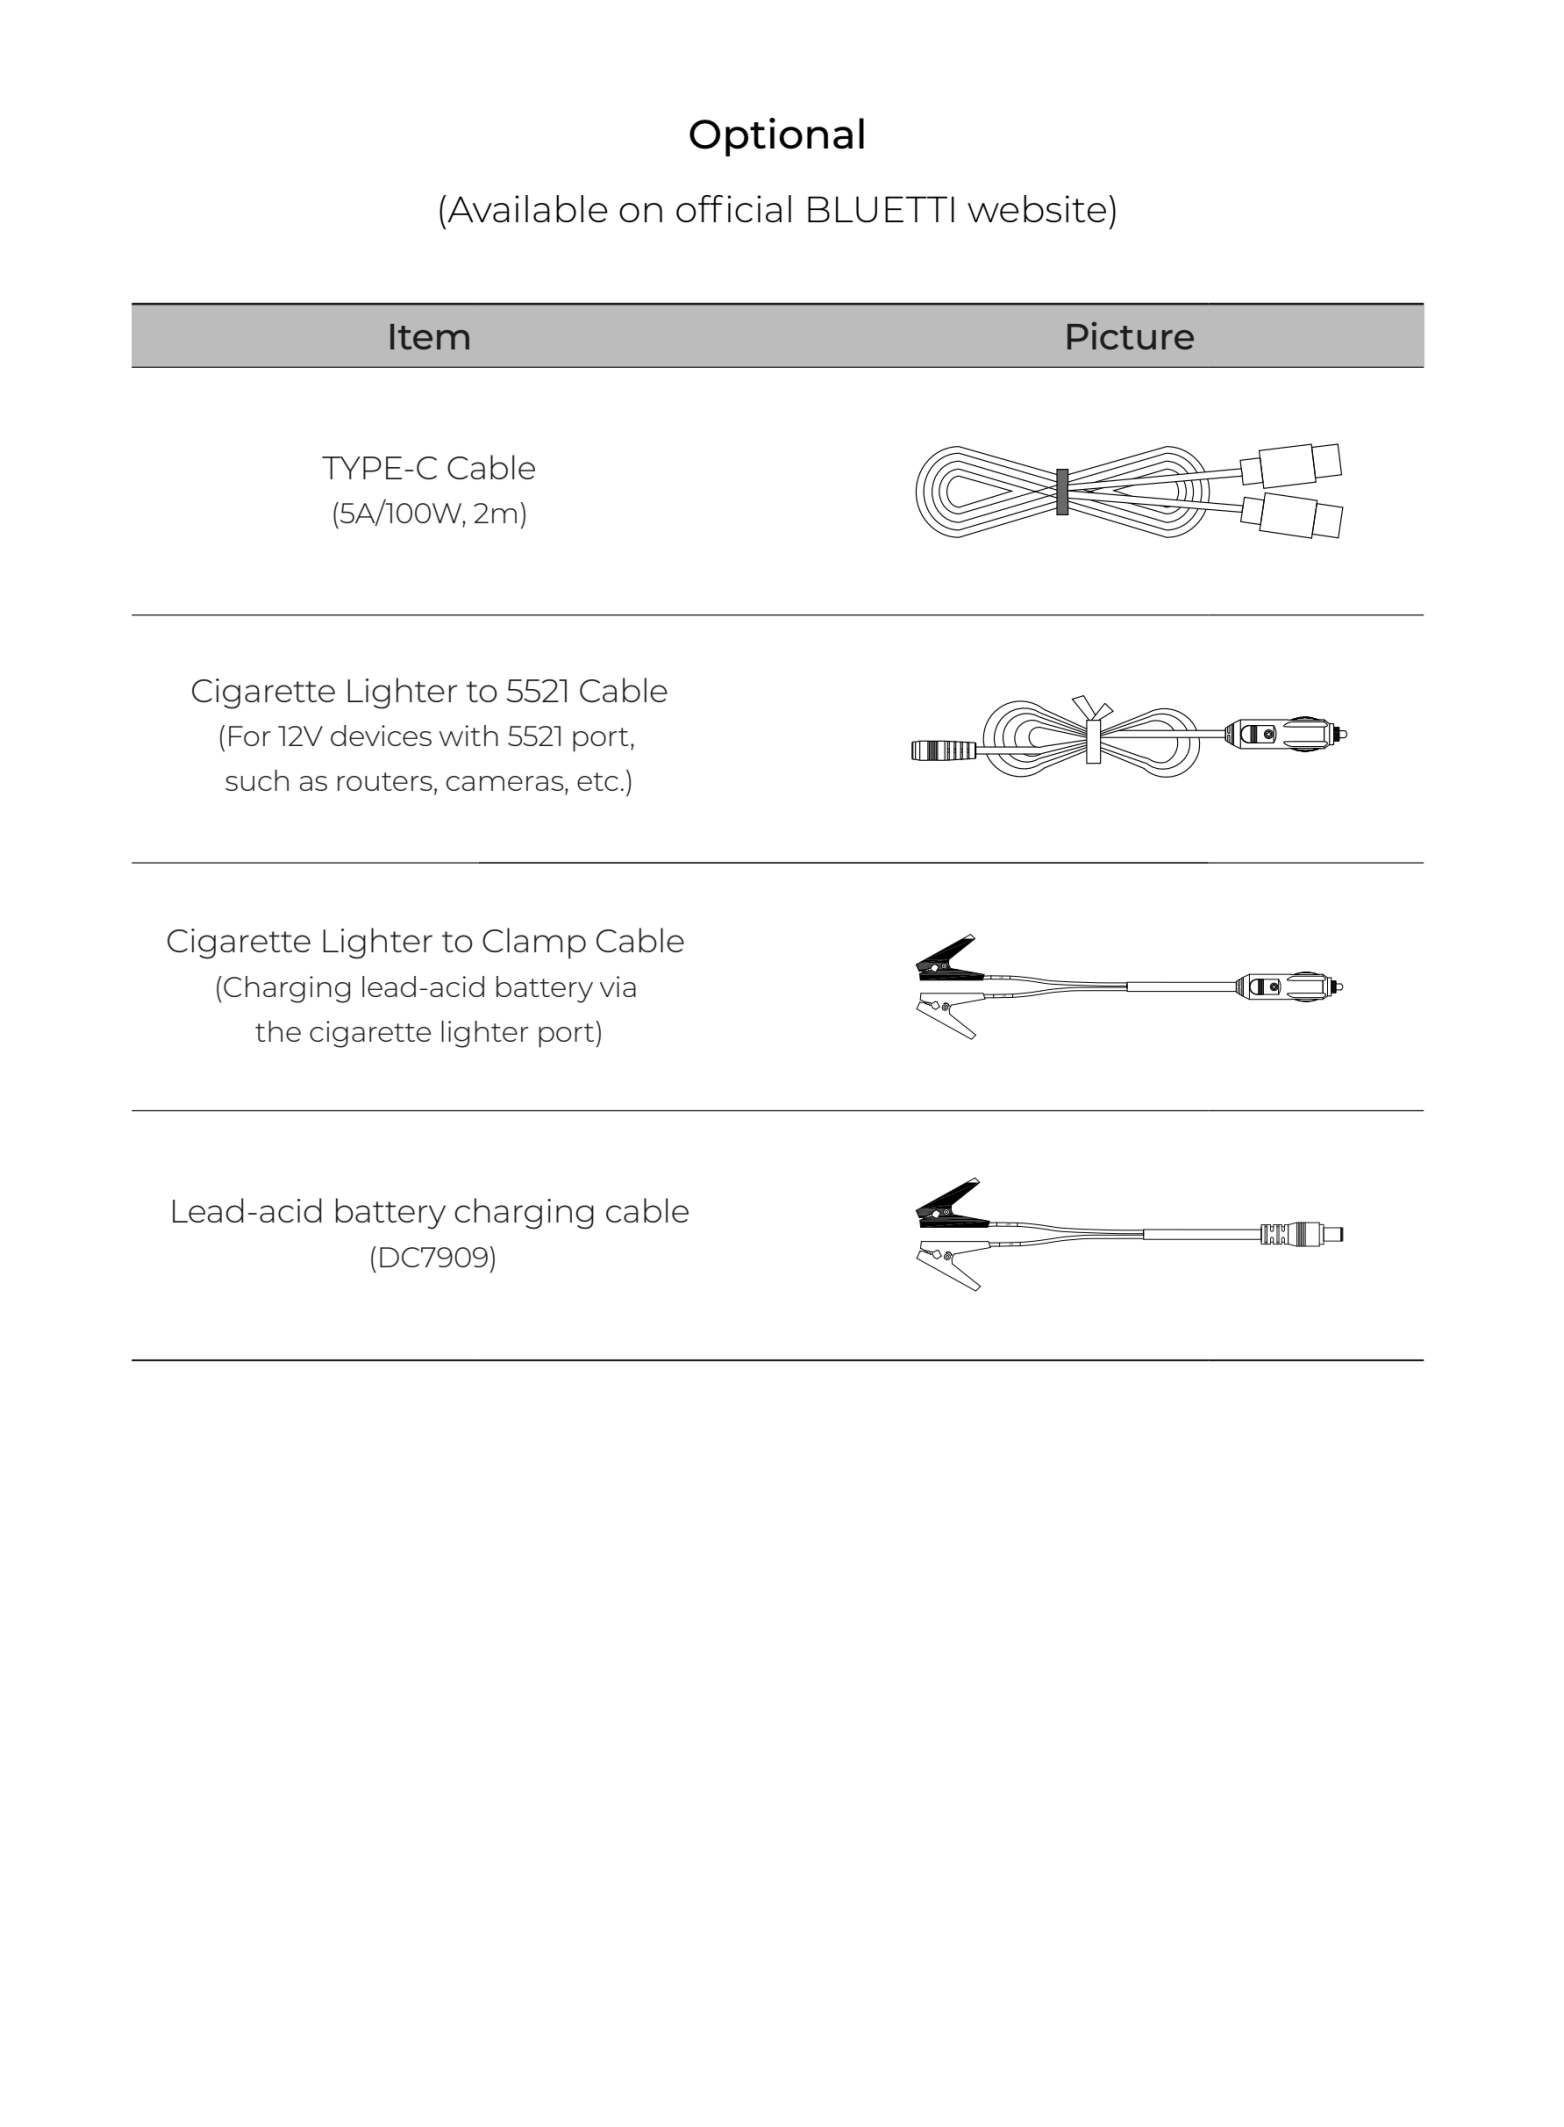 Optional
(Available on official BLUETTI website)
Item Picture
TYPE-C Cable
(5A/100W, 2m)
Cigarette Lighter to 5521 Cable
(For 12V devices with 5521 port,
such as routers, cameras, etc.)
Cigarette Lighter to Clamp Cable
(Charging lead-acid battery via
the cigarette lighter port)
Lead-acid battery charging cable
(DC7909)